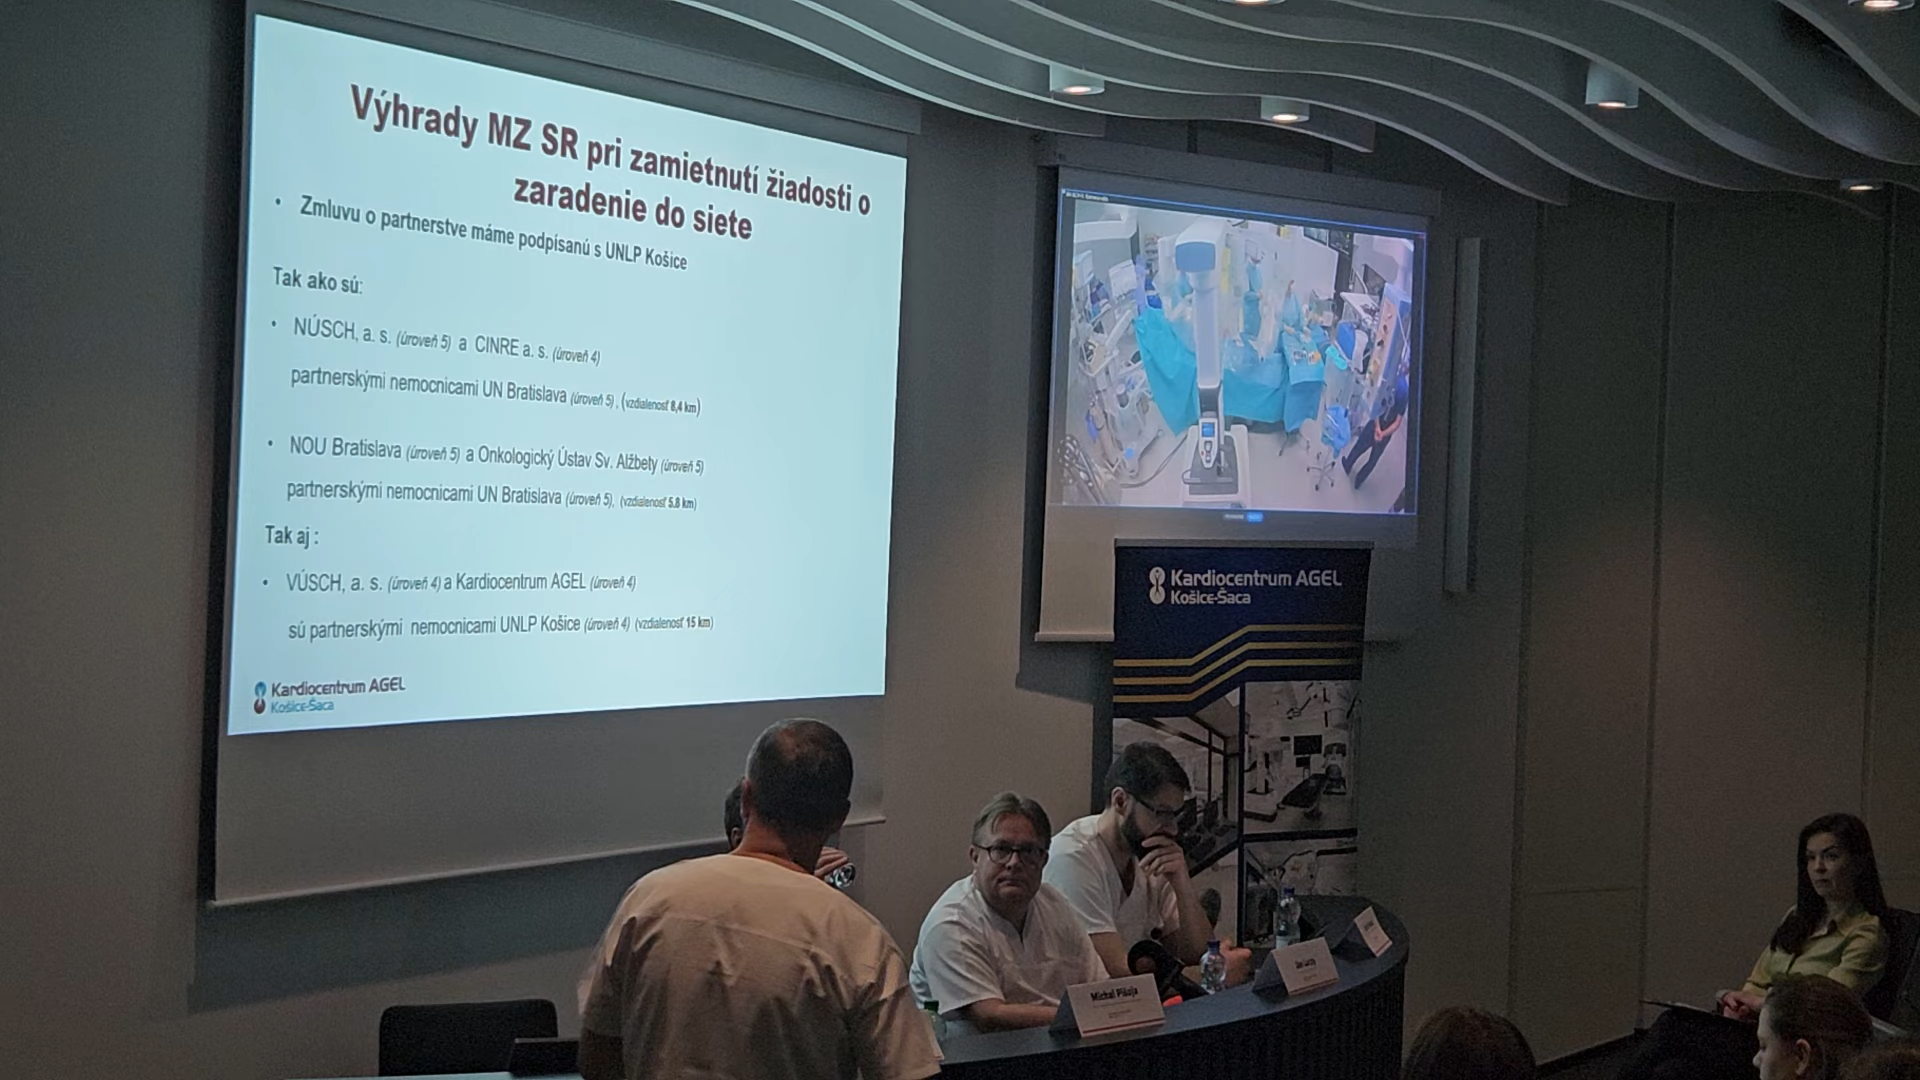 Výhrady MZ SR pri zamietnutí žiadosti o
zaradenie do siete
• Zmluvu o partnerstve máme podpísanú s UNLP Košice
Tak ako sú:
• NÚSCH, a. s. (úroveň 5) a CINRE a. s. (úroveň 4)
partnerskými nemocnicami UN Bratislava (úroveň 5), (vzdialenosť 8,4 km)
• NOU Bratislava (úroveň 5) a Onkologický Ústav Sv. Alžbety (úroveň 5)
partnerskými nemocnicami UN Bratislava (úroveň 5), (vzdialenosť 5.8 km)
Tak aj :
• VÚSCH, a. s. (úroveň 4) a Kardiocentrum AGEL (úroveň 4)
sú partnerskými nemocnicami UNLP Košice (úroveň 4) (vzdialenosť 15 km)
Kardiocentrum AGEL
Košice-Šaca
Kardiocentrum AGEL
Košice-Šaca
Michal Pišoja